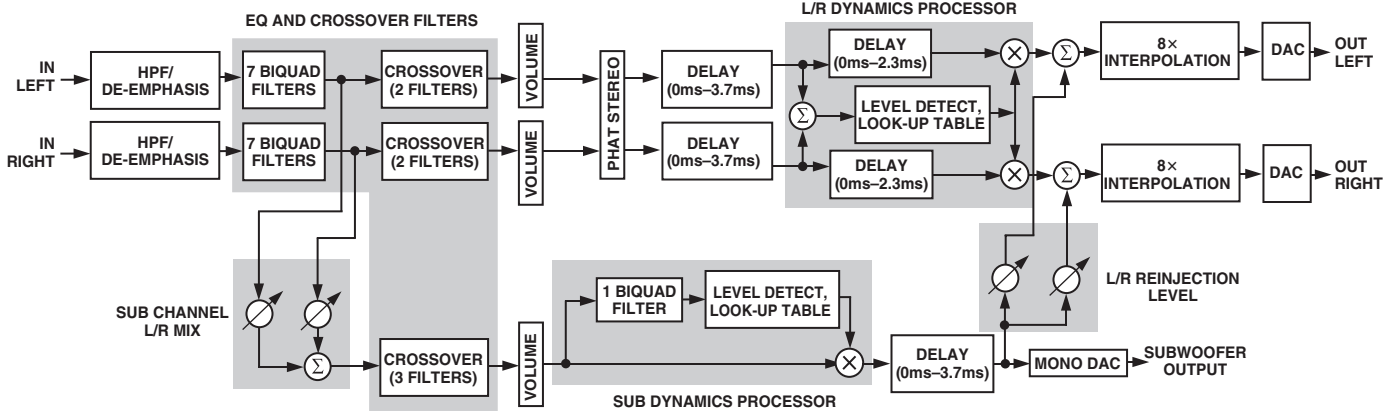 EQ AND CROSSOVER FILTERS
L/R DYNAMICS PROCESSOR
IN
LEFT
HPF/
DE-EMPHASIS
7 BIQUAD
FILTERS
CROSSOVER
(2 FILTERS)
VOLUME
PHAT STEREO
DELAY
(0ms–3.7ms)
DELAY
(0ms–2.3ms)
×
Σ
8×
INTERPOLATION
DAC
OUT
LEFT
Σ
LEVEL DETECT,
LOOK-UP TABLE
IN
RIGHT
HPF/
DE-EMPHASIS
7 BIQUAD
FILTERS
CROSSOVER
(2 FILTERS)
VOLUME
DELAY
(0ms–3.7ms)
DELAY
(0ms–2.3ms)
×
Σ
8×
INTERPOLATION
DAC
OUT
RIGHT
SUB CHANNEL
L/R MIX
1 BIQUAD
FILTER
LEVEL DETECT,
LOOK-UP TABLE
L/R REINJECTION
LEVEL
Σ
CROSSOVER
(3 FILTERS)
VOLUME
×
DELAY
(0ms–3.7ms)
MONO DAC
SUBWOOFER
OUTPUT
SUB DYNAMICS PROCESSOR